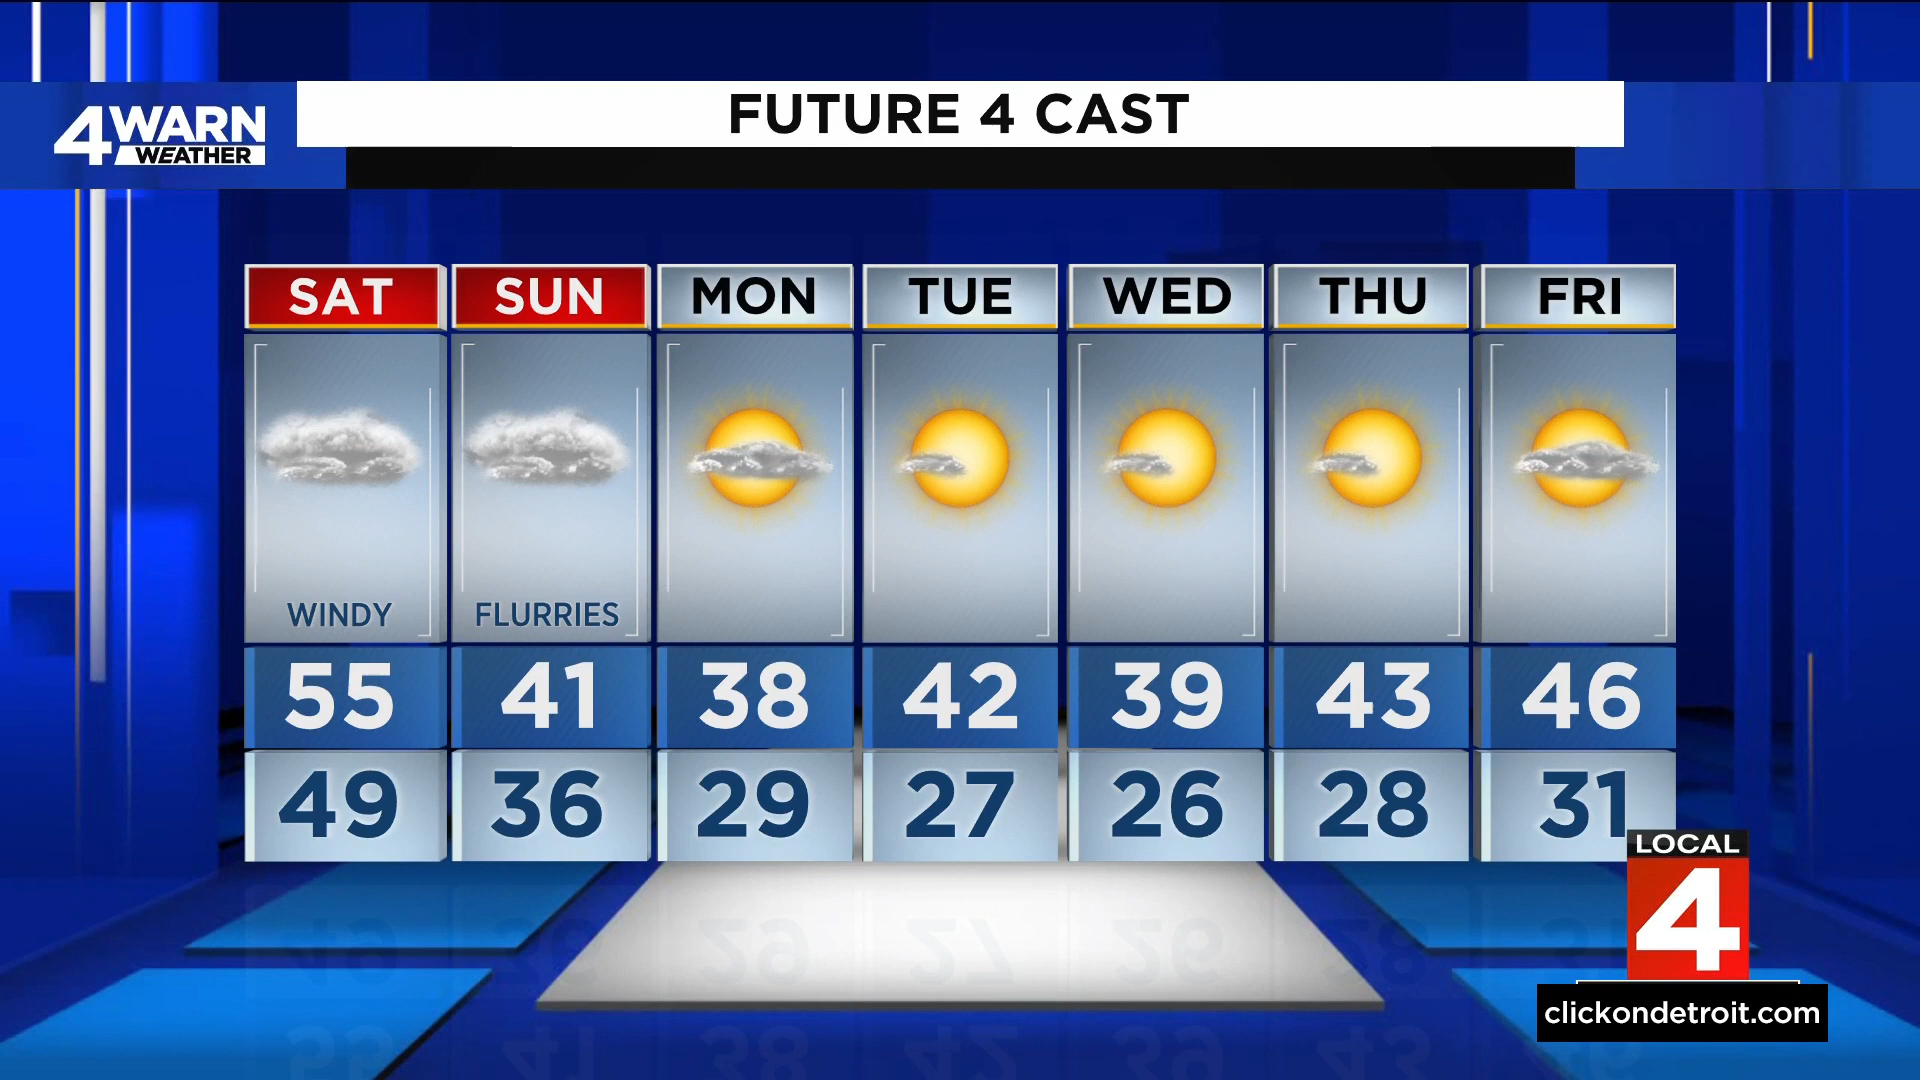 4WARN
WEATHER
FUTURE 4 CAST
SAT SUN MON TUE WED THU FRI
WINDY FLURRIES
55 41 38 42 39 43 46
49 36 29 27 26 28 31
LOCAL
4
clickondetroit.com